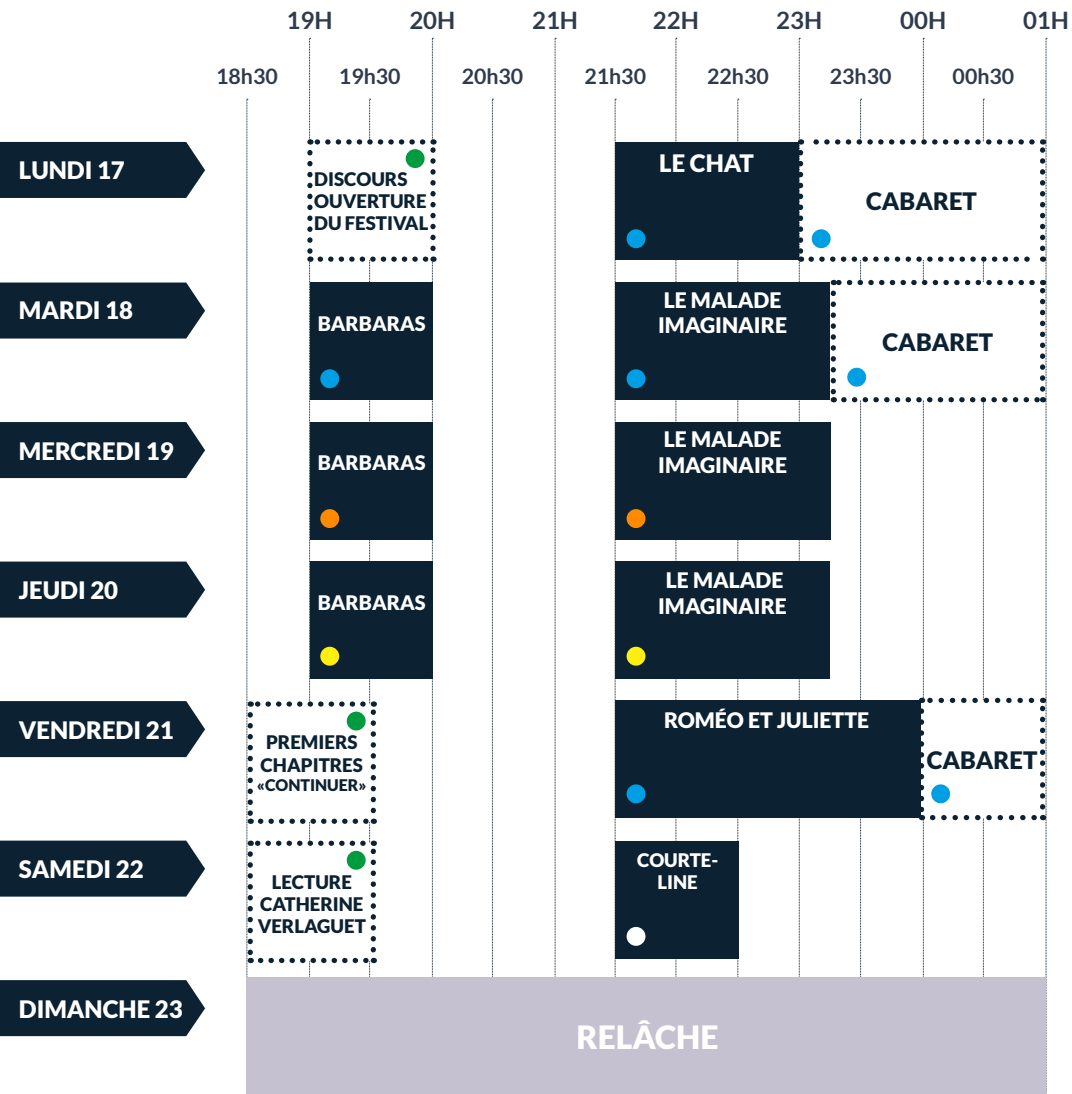 19H 20H 21H 22H 23H 00H 01H
18h30 19h30 20h30 21h30 22h30 23h30 00h30
LUNDI 17
DISCOURS
OUVERTURE
DU FESTIVAL
LE CHAT
CABARET
MARDI 18
BARBARAS
LE MALADE
IMAGINAIRE
CABARET
MERCREDI 19
BARBARAS
LE MALADE
IMAGINAIRE
JEUDI 20
BARBARAS
LE MALADE
IMAGINAIRE
VENDREDI 21
PREMIERS
CHAPITRES
«CONTINUER»
ROMÉO ET JULIETTE
CABARET
SAMEDI 22
LECTURE
CATHERINE
VERLAGUET
COURTE-
LINE
DIMANCHE 23
RELÂCHE